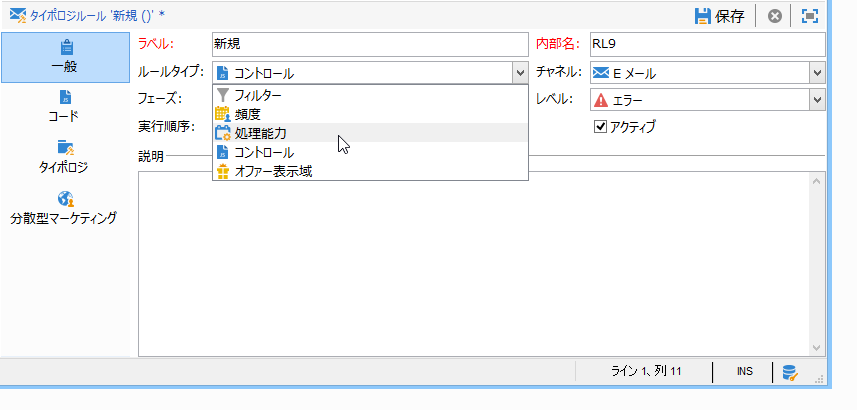 タイポロジルール '新規 ()' *
保存
一般
コード
タイポロジ
分散型マーケティング
ラベル: 新規 内部名: RL9
ルールタイプ: コントロール チャネル: E メール
フェーズ: フィルター レベル: エラー
頻度
実行順序: 処理能力 アクティブ
コントロール
説明
オファー表示域
ライン 1、列 11 INS